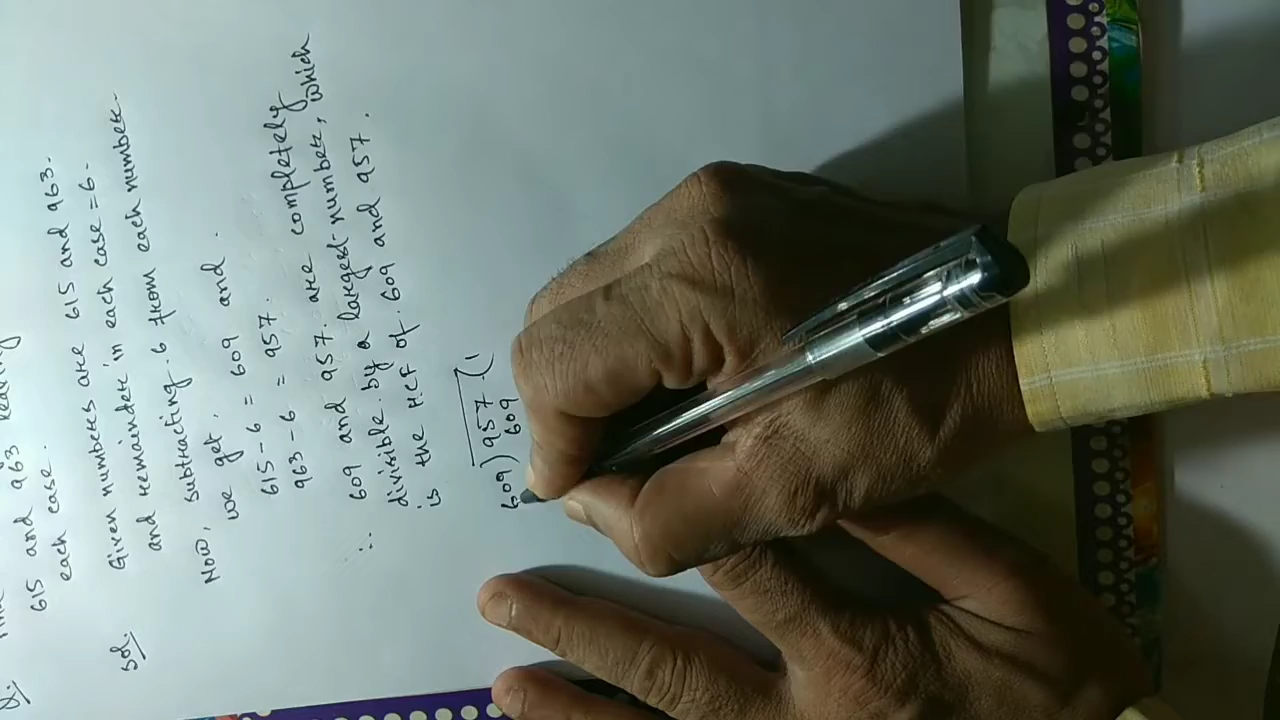 Q.
615 and 963 leaving
each case.
Sol. Given numbers are 615 and 963.
and remainder in each case = 6.
Now, subtracting 6 from each number.
we get, 609 and.
615 - 6 = 609
963 - 6 = 957.
∴ 609 and 957. are completely
divisible by a largest number, which
is the HCF of. 609 and 957.
609) 957 (1
609